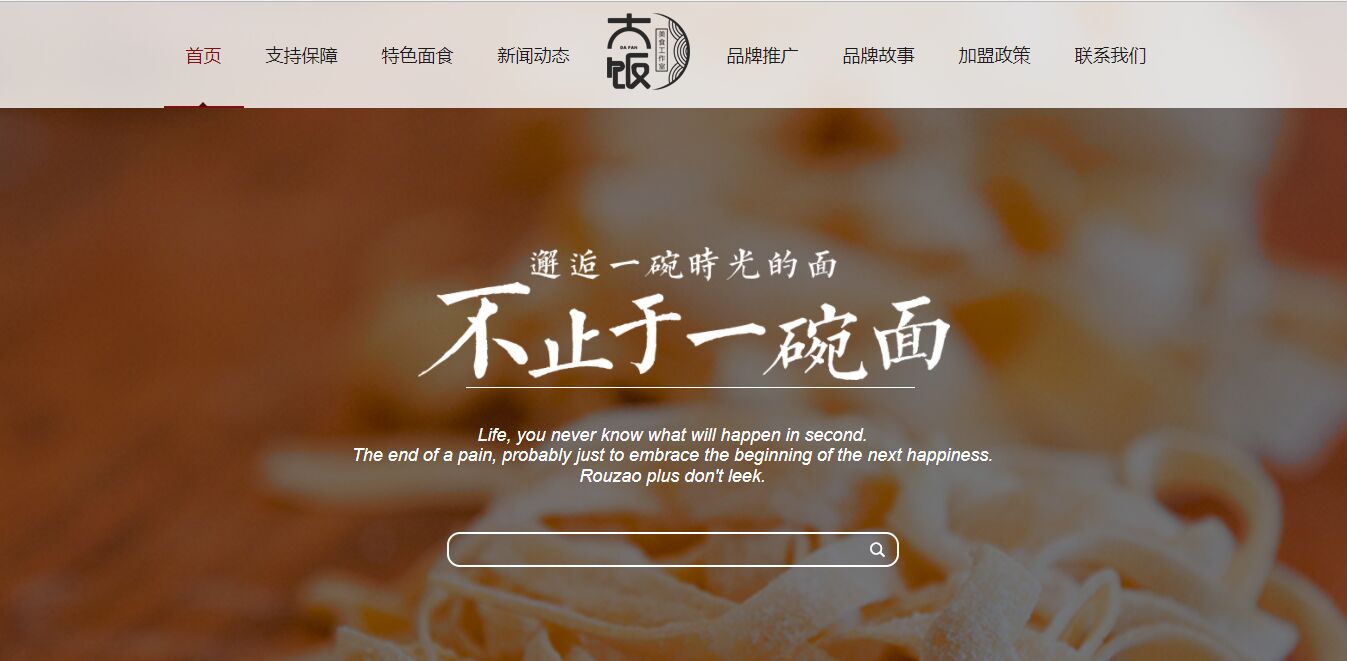 首页 支持保障 特色面食 新闻动态 大饭 DA FAN 美食工作室 品牌推广 品牌故事 加盟政策 联系我们
邂逅一碗時光的面
不止于一碗面
Life, you never know what will happen in second.
The end of a pain, probably just to embrace the beginning of the next happiness.
Rouzao plus don't leek.